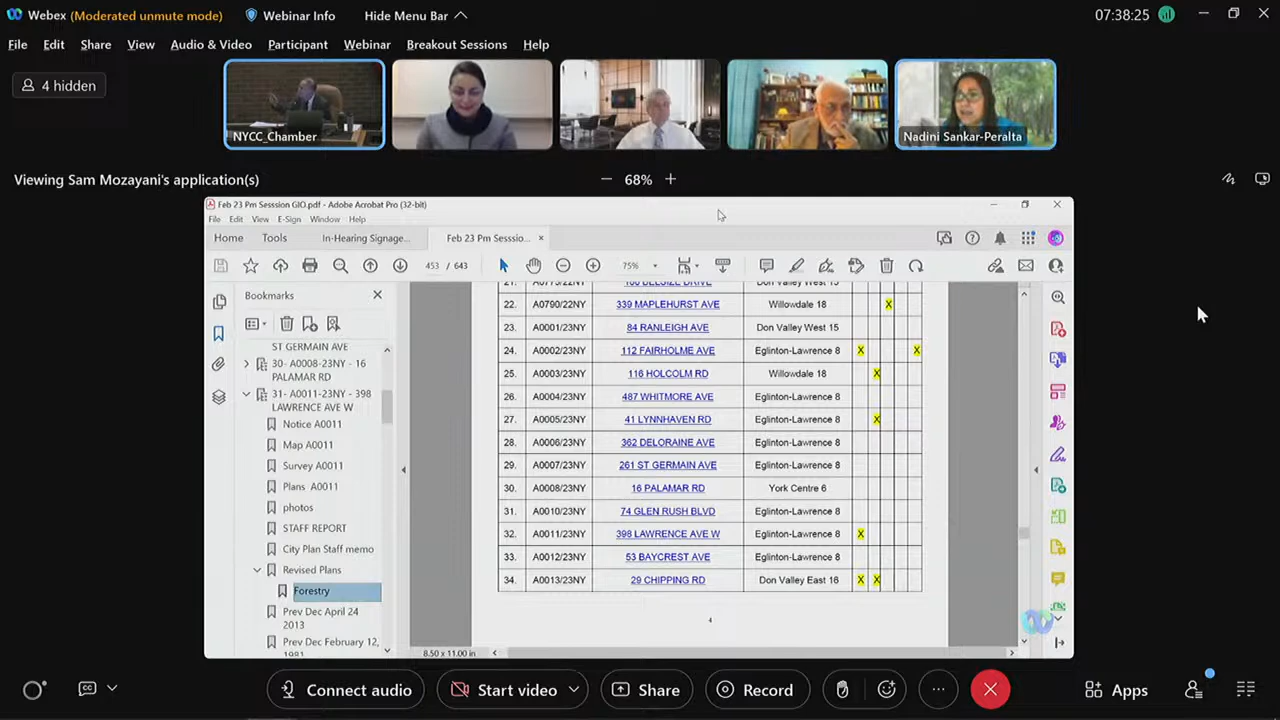 Webex (Moderated unmute mode) Webinar Info Hide Menu Bar 07:38:25
File Edit Share View Audio & Video Participant Webinar Breakout Sessions Help
4 hidden
NYCC_Chamber
Nadini Sankar-Peralta
Viewing Sam Mozayani's application(s)
68%
Feb 23 Pm Sesssion GIO.pdf - Adobe Acrobat Pro (32-bit)
File Edit View E-Sign Window Help
Home Tools In-Hearing Signage... Feb 23 Pm Sesssio...
453 / 643 75%
Bookmarks
ST GERMAIN AVE
30- A0008-23NY - 16
PALAMAR RD
31- A0011-23NY - 398
LAWRENCE AVE W
Notice A0011
Map A0011
Survey A0011
Plans A0011
photos
STAFF REPORT
City Plan Staff memo
Revised Plans
Forestry
Prev Dec April 24
2013
Prev Dec February 12,
1981
22. A0790/22NY 339 MAPLEHURST AVE Willowdale 18 X
23. A0001/23NY 84 RANLEIGH AVE Don Valley West 15
24. A0002/23NY 112 FAIRHOLME AVE Eglinton-Lawrence 8 X X
25. A0003/23NY 116 HOLCOLM RD Willowdale 18 X
26. A0004/23NY 487 WHITMORE AVE Eglinton-Lawrence 8
27. A0005/23NY 41 LYNNHAVEN RD Eglinton-Lawrence 8 X
28. A0006/23NY 362 DELORAINE AVE Eglinton-Lawrence 8
29. A0007/23NY 261 ST GERMAIN AVE Eglinton-Lawrence 8
30. A0008/23NY 16 PALAMAR RD York Centre 6
31. A0010/23NY 74 GLEN RUSH BLVD Eglinton-Lawrence 8
32. A0011/23NY 398 LAWRENCE AVE W Eglinton-Lawrence 8 X
33. A0012/23NY 53 BAYCREST AVE Eglinton-Lawrence 8
34. A0013/23NY 29 CHIPPING RD Don Valley East 16 X X
4
8.50 x 11.00 in
Connect audio Start video Share Record Apps